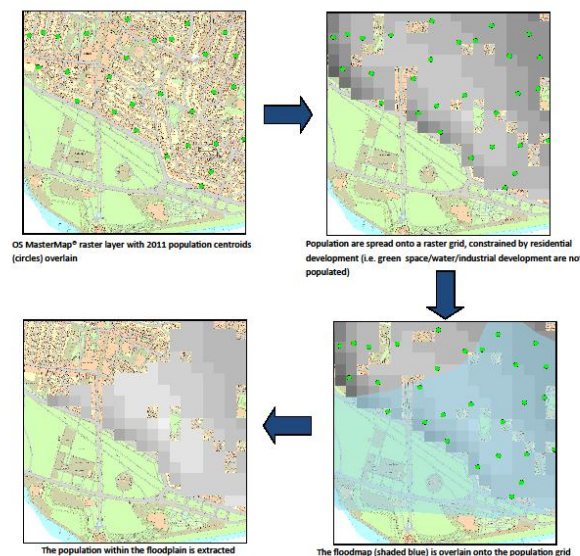 OS MasterMap® raster layer with 2011 population centroids
(circles) overlain
Population are spread onto a raster grid, constrained by residential
development (i.e. green space/water/industrial development are not
populated)
The population within the floodplain is extracted
The floodmap (shaded blue) is overlain onto the population grid